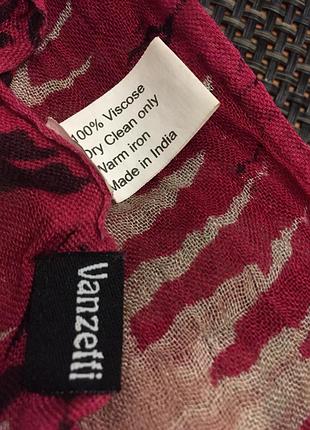 100% Viscose
Dry Clean only
Warm iron
Made in India
Vanzetti